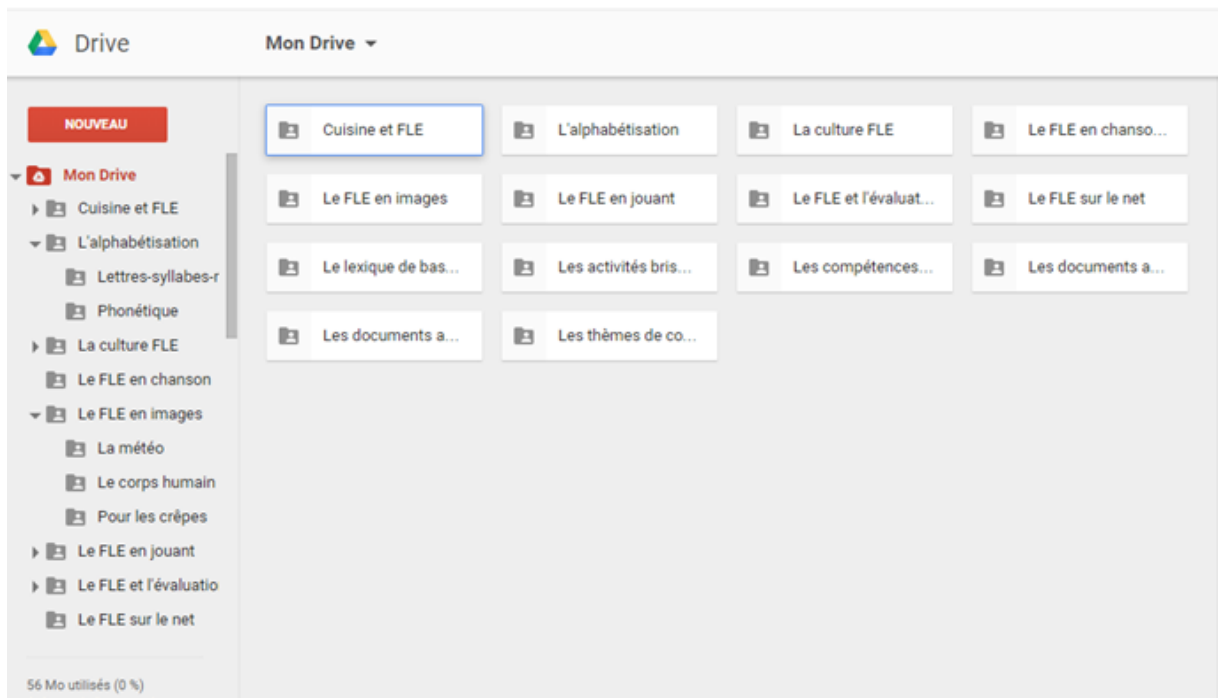 Drive
Mon Drive
NOUVEAU
Mon Drive
Cuisine et FLE
L'alphabétisation
Lettres-syllabes-r
Phonétique
La culture FLE
Le FLE en chanson
Le FLE en images
La météo
Le corps humain
Pour les crêpes
Le FLE en jouant
Le FLE et l'évaluatio
Le FLE sur le net
56 Mo utilisés (0 %)
Cuisine et FLE
L'alphabétisation
La culture FLE
Le FLE en chanso...
Le FLE en images
Le FLE en jouant
Le FLE et l'évaluat...
Le FLE sur le net
Le lexique de bas...
Les activités bris...
Les compétences...
Les documents a...
Les documents a...
Les thèmes de co...